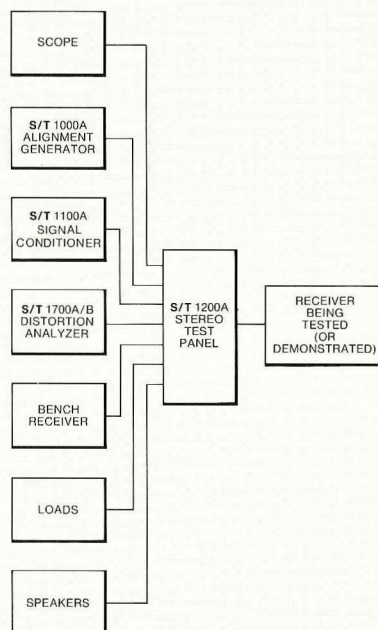 SCOPE
S/T 1000A
ALIGNMENT
GENERATOR
S/T 1100A
SIGNAL
CONDITIONER
S/T 1700A/B
DISTORTION
ANALYZER
BENCH
RECEIVER
LOADS
SPEAKERS
S/T 1200A
STEREO
TEST
PANEL
RECEIVER
BEING
TESTED
(OR
DEMONSTRATED)